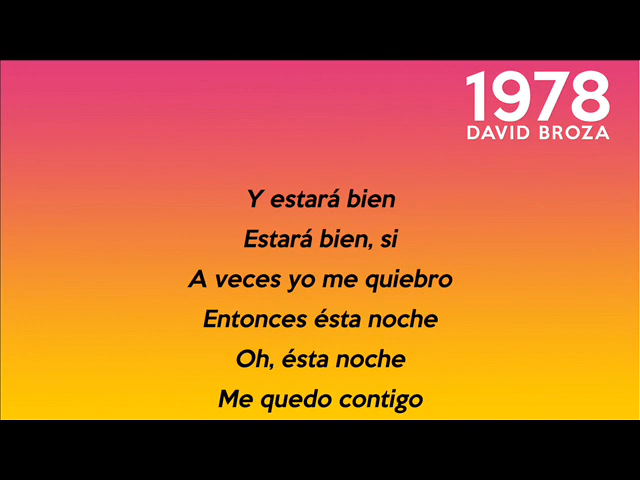 1978
DAVID BROZA
Y estará bien
Estará bien, si
A veces yo me quiebro
Entonces ésta noche
Oh, ésta noche
Me quedo contigo